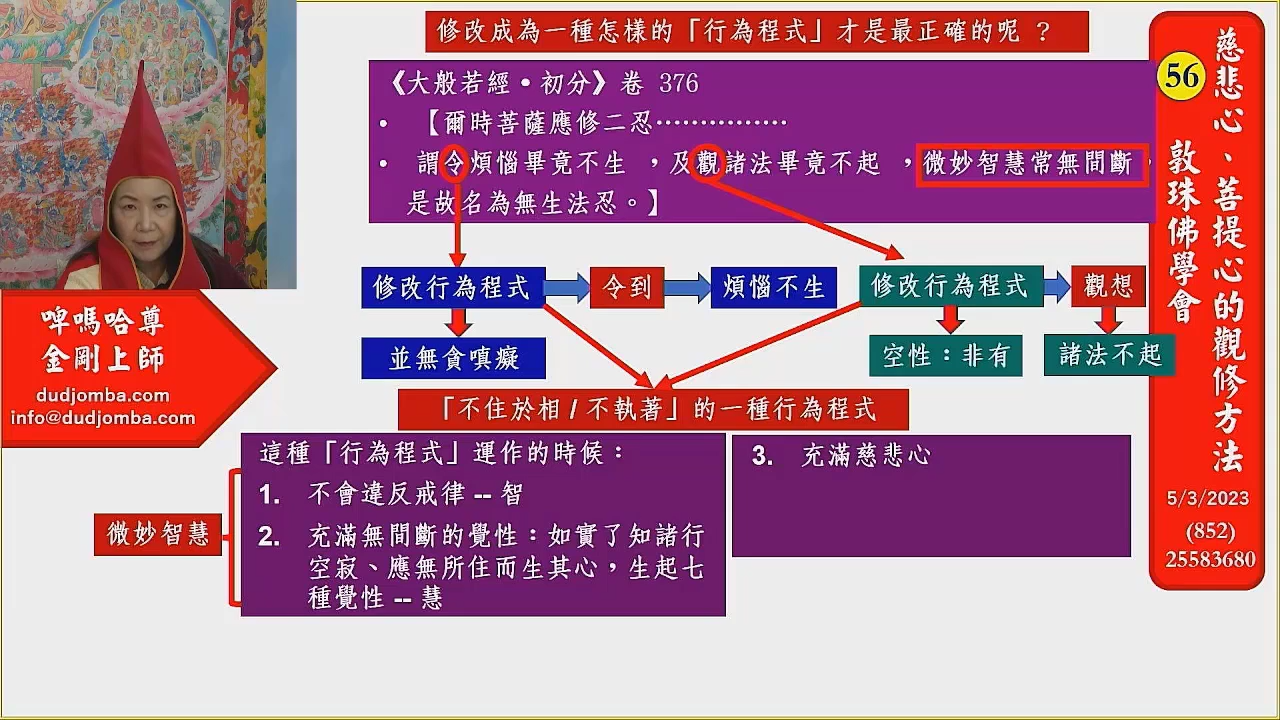 修改成為一種怎樣的「行為程式」才是最正確的呢 ？
《大般若經•初分》卷 376
• 【爾時菩薩應修二忍……………
• 謂令煩惱畢竟不生 ，及觀諸法畢竟不起 ，微妙智慧常無間斷，
是故名為無生法忍。】
修改行為程式
令到
煩惱不生
修改行為程式
觀想
並無貪嗔癡
空性：非有
諸法不起
「不住於相 / 不執著」的一種行為程式
這種「行為程式」運作的時候：
1. 不會違反戒律 -- 智
2. 充滿無間斷的覺性：如實了知諸行
空寂、應無所住而生其心，生起七
種覺性 -- 慧
微妙智慧
3. 充滿慈悲心
啤嗎哈尊
金剛上師
dudjomba.com
info@dudjomba.com
56
慈悲心、菩提心的觀修方法
敦珠佛學會
5/3/2023
(852)
25583680